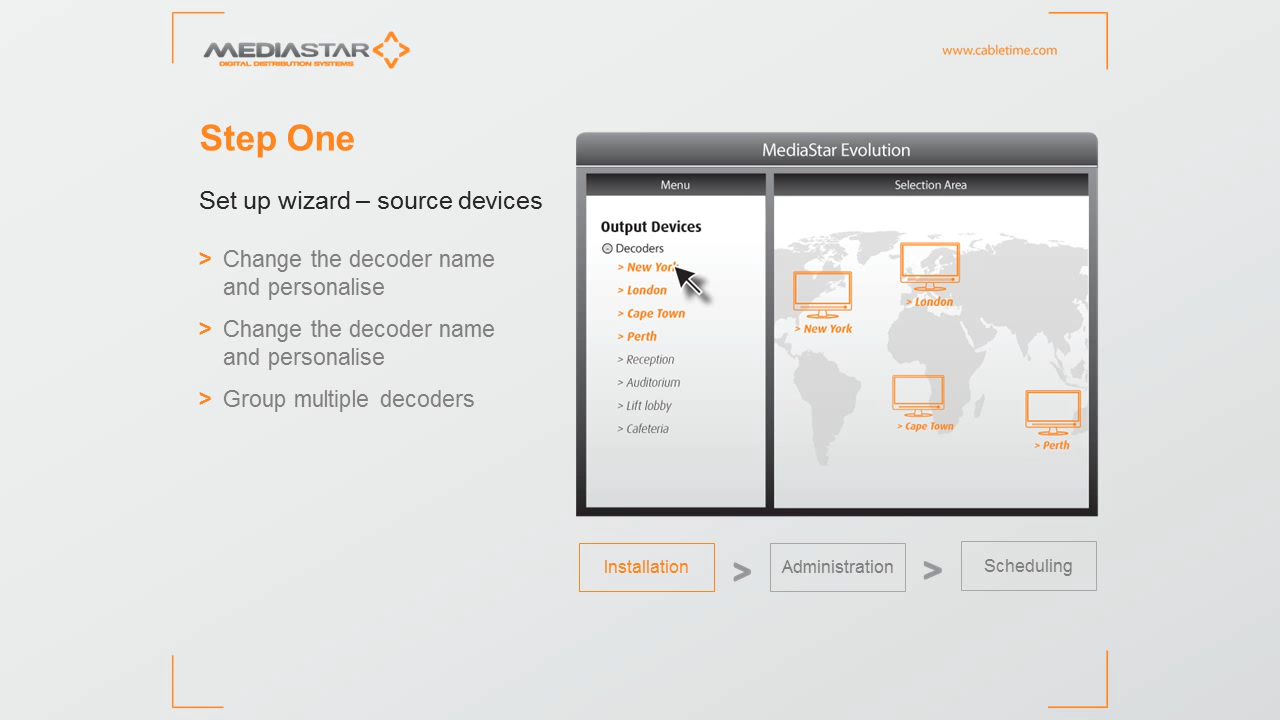 MEDIASTAR
DIGITAL DISTRIBUTION SYSTEMS
www.cabletime.com
Step One
Set up wizard – source devices
> Change the decoder name
and personalise
> Change the decoder name
and personalise
> Group multiple decoders
MediaStar Evolution
Menu
Output Devices
Decoders
> New York
> London
> Cape Town
> Perth
> Reception
> Auditorium
> Lift lobby
> Cafeteria
Selection Area
> London
> New York
> Cape Town
> Perth
Installation > Administration > Scheduling